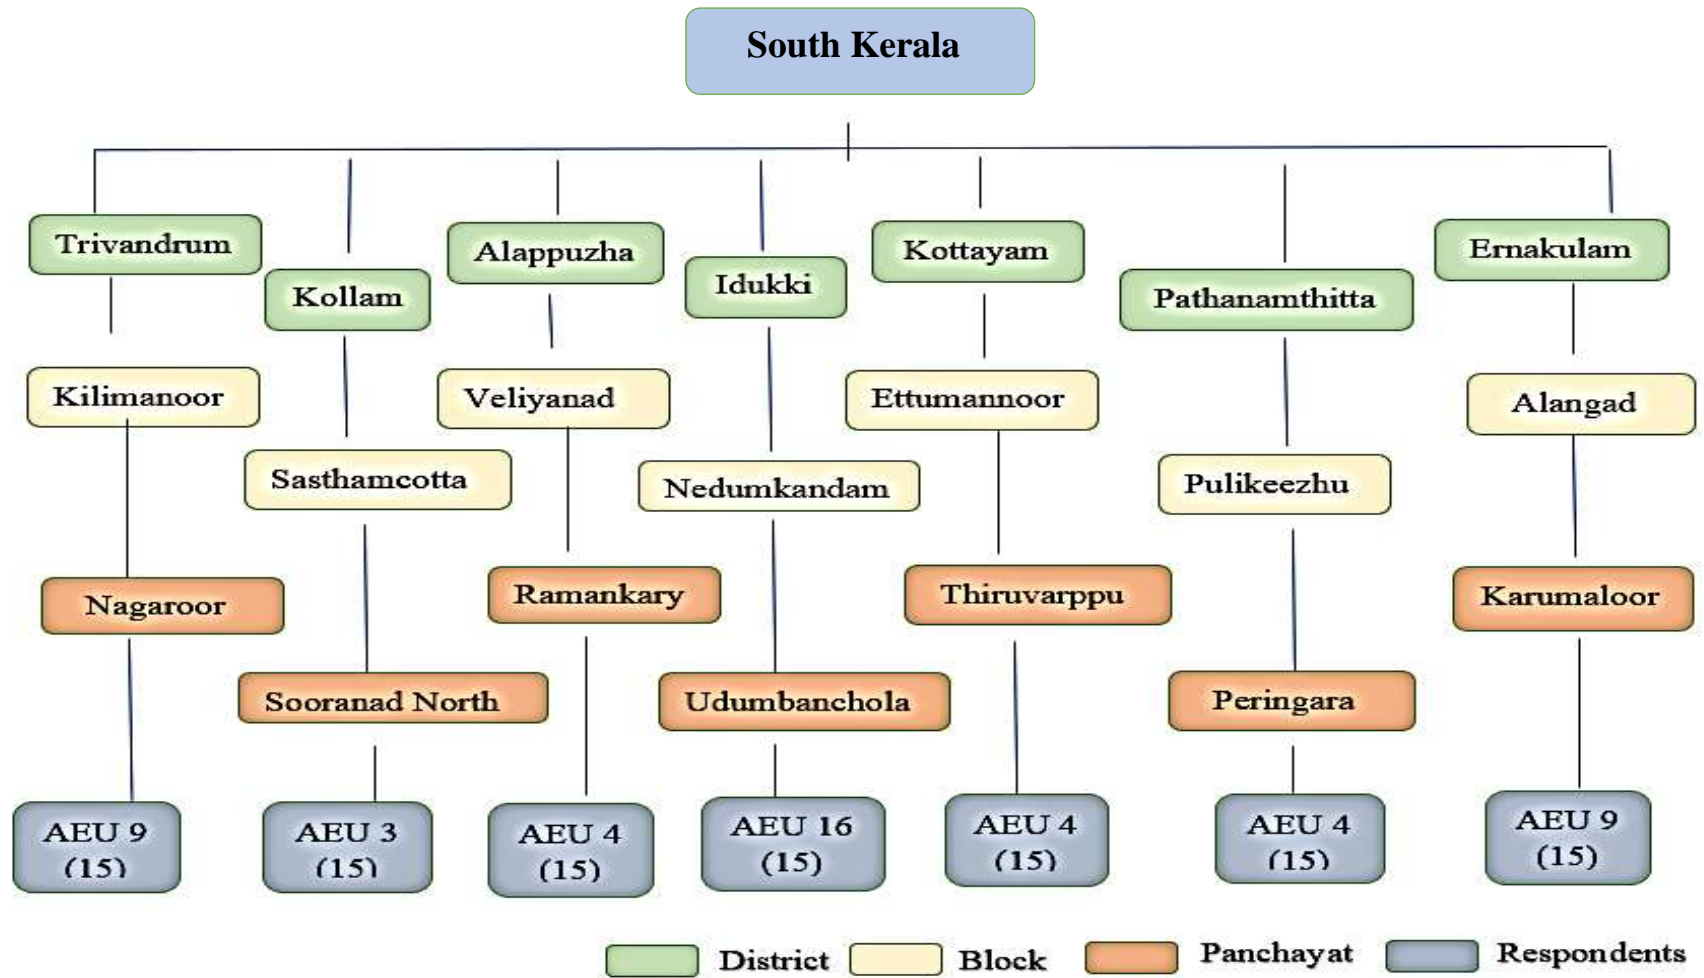 South Kerala
Trivandrum
Kollam
Alappuzha
Idukki
Kottayam
Pathanamthitta
Ernakulam
Kilimanoor
Sasthamcotta
Veliyanad
Nedumkandam
Ettumannoor
Pulikeezhu
Alangad
Nagaroor
Sooranad North
Ramankary
Udumbanchola
Thiruvarppu
Peringara
Karumaloor
AEU 9
(15)
AEU 3
(15)
AEU 4
(15)
AEU 16
(15)
AEU 4
(15)
AEU 4
(15)
AEU 9
(15)
District
Block
Panchayat
Respondents